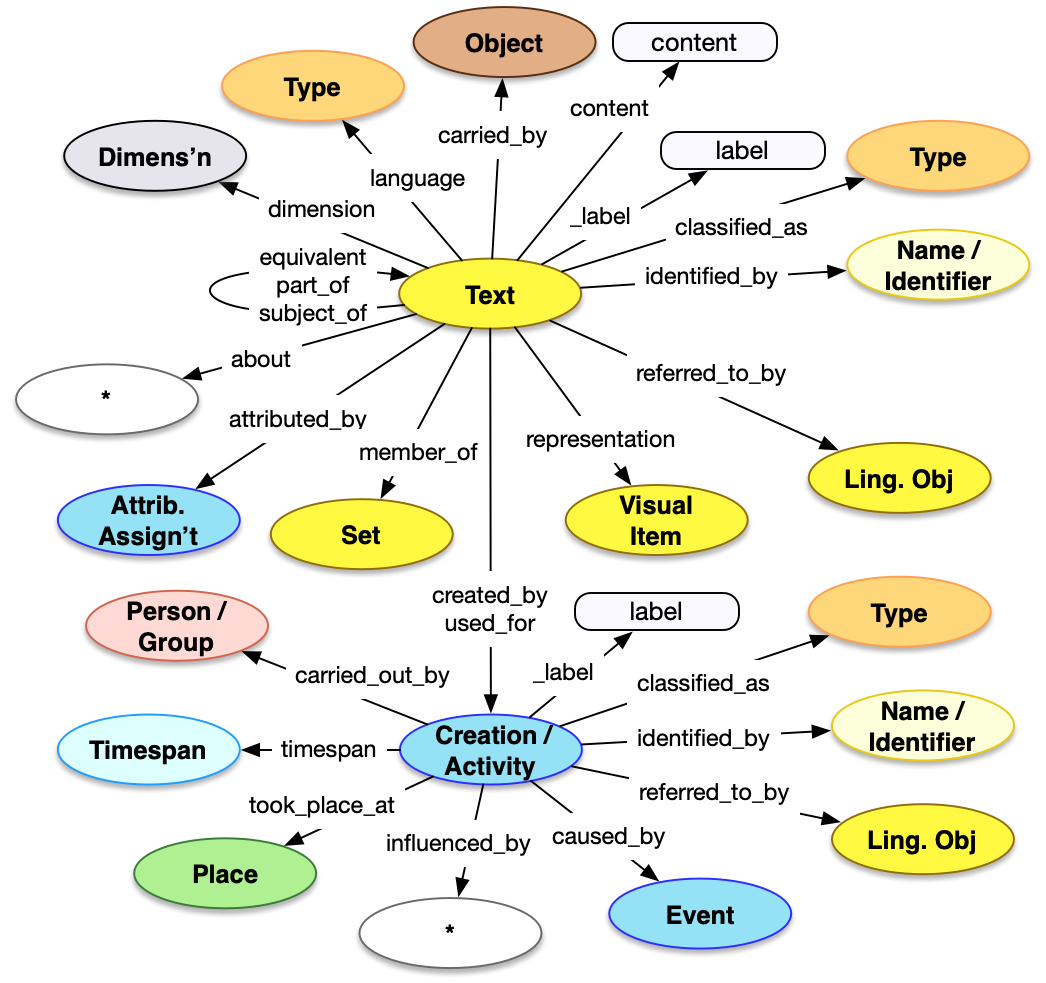 Object
content
Type
content
carried_by
label
Dimens’n
Type
language
dimension
_label
classified_as
equivalent
part_of
subject_of
Text
identified_by
Name /
Identifier
about
*
referred_to_by
attributed_by
member_of
representation
Ling. Obj
Attrib.
Assign’t
Set
Visual
Item
created_by
used_for
label
Type
Person /
Group
carried_out_by
_label
classified_as
Timespan
timespan
Creation /
Activity
identified_by
Name /
Identifier
took_place_at
referred_to_by
influenced_by
caused_by
Ling. Obj
Place
*
Event